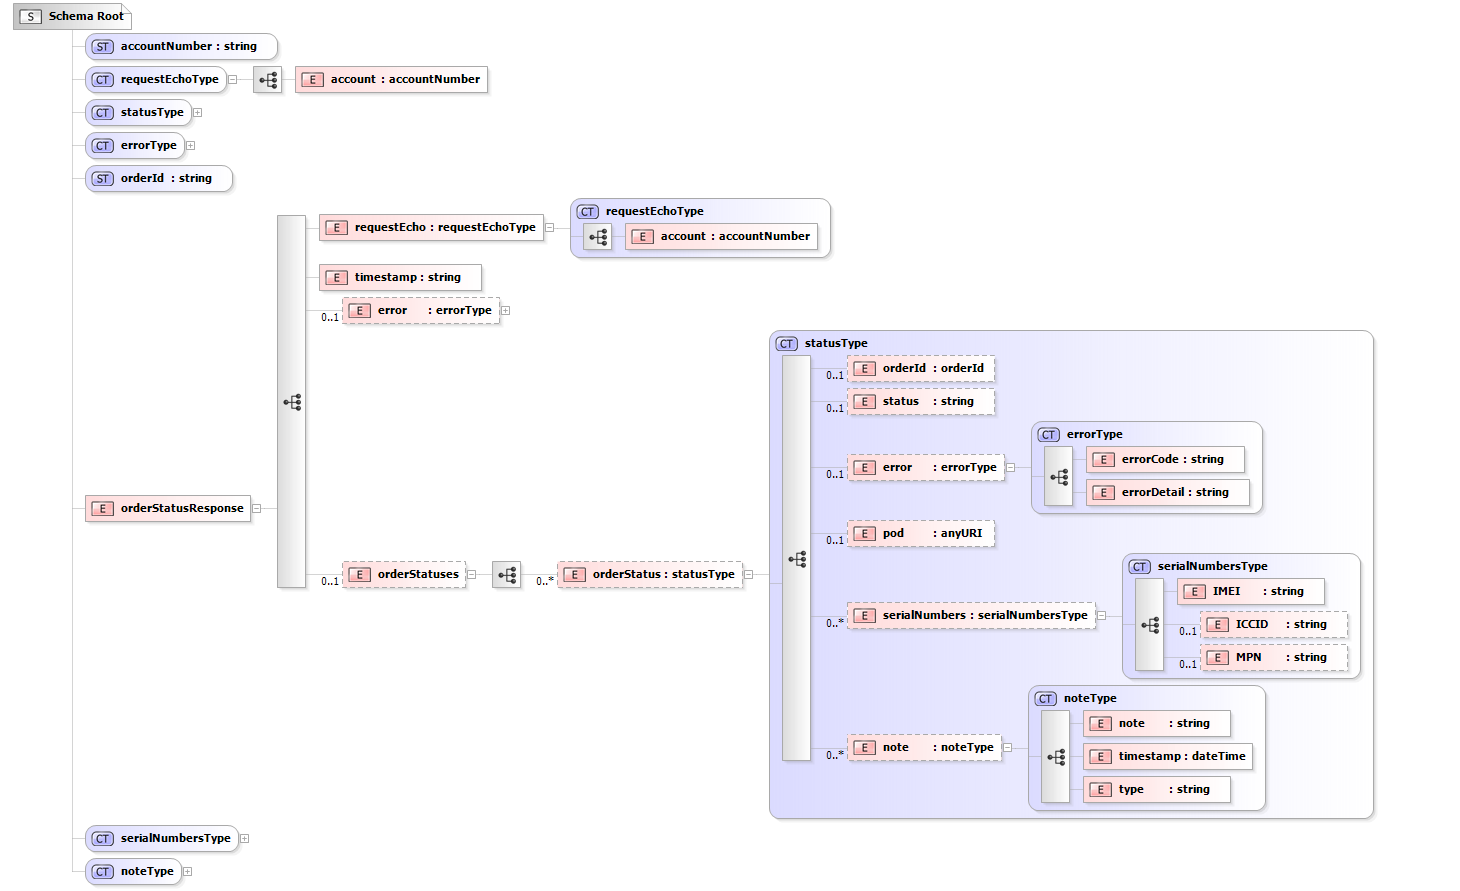 S Schema Root
ST accountNumber : string
CT requestEchoType
E account : accountNumber
CT statusType
CT errorType
ST orderId : string
E requestEcho : requestEchoType
CT requestEchoType
E account : accountNumber
E timestamp : string
0..1 E error : errorType
CT statusType
0..1 E orderId : orderId
0..1 E status : string
0..1 E error : errorType
CT errorType
E errorCode : string
E errorDetail : string
E orderStatusResponse
0..1 E pod : anyURI
0..1 E orderStatuses
0..* E orderStatus : statusType
0..* E serialNumbers : serialNumbersType
CT serialNumbersType
E IMEI : string
0..1 E ICCID : string
0..1 E MPN : string
0..* E note : noteType
CT noteType
E note : string
E timestamp : dateTime
E type : string
CT serialNumbersType
CT noteType